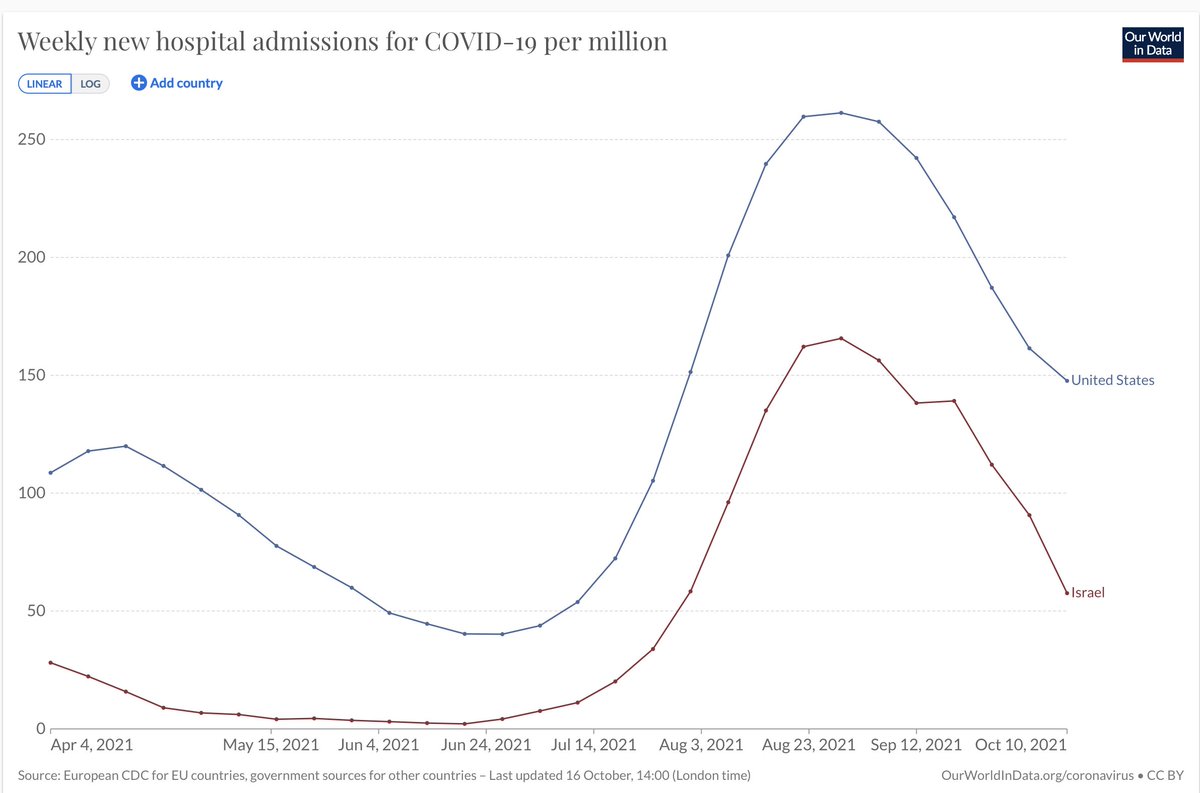 Weekly new hospital admissions for COVID-19 per million
Our World
in Data
LINEAR LOG
Add country
250
200
150
100
50
0
United States
Israel
Apr 4, 2021 May 15, 2021 Jun 4, 2021 Jun 24, 2021 Jul 14, 2021 Aug 3, 2021 Aug 23, 2021 Sep 12, 2021 Oct 10, 2021
Source: European CDC for EU countries, government sources for other countries – Last updated 16 October, 14:00 (London time)
OurWorldInData.org/coronavirus • CC BY